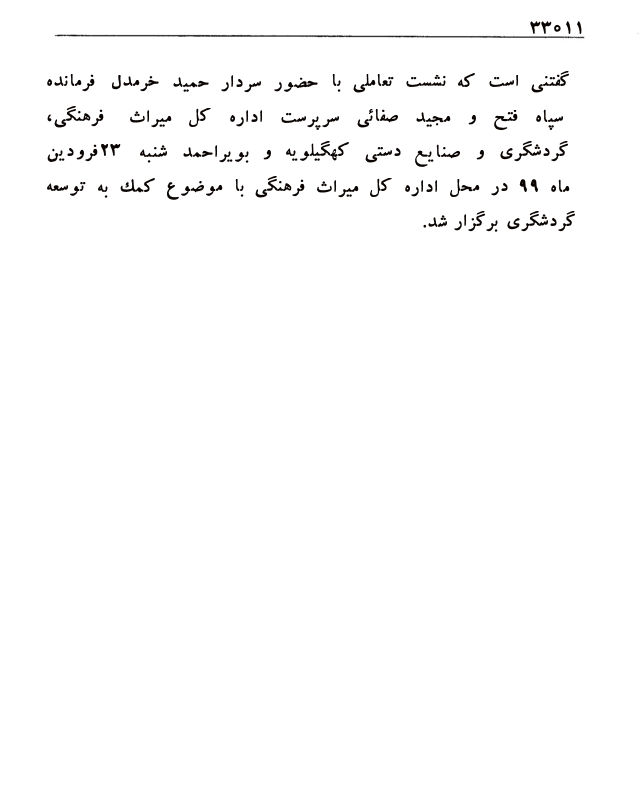 ۳۳۰۱۱
گفتنی است که نشست تعاملی با حضور سردار حمید خرمدل فرمانده
سپاه فتح و مجید صفائی سرپرست اداره کل میراث فرهنگی،
گردشگری و صنایع دستی کهگیلویه و بویراحمد شنبه ۲۳فرودین
ماه ۹۹ در محل اداره کل میراث فرهنگی با موضوع کمك به توسعه
گردشگری برگزار شد.